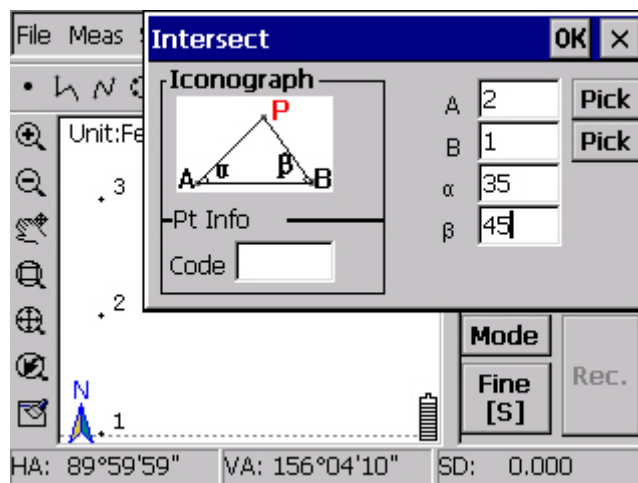 File Meas
Intersect
OK ×
Iconograph
P
A α β B
Pt Info
Code
A 2 Pick
B 1 Pick
α 35
β 45
Unit:Fe
3
2
N
1
Mode
Fine
[S]
Rec.
HA: 89°59'59" VA: 156°04'10" SD: 0.000